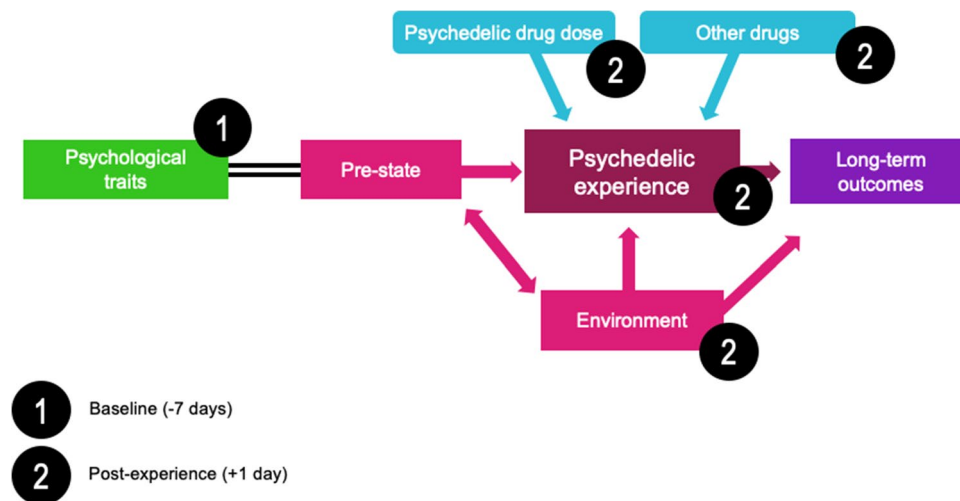 Psychedelic drug dose
2
Other drugs
2
1
Psychological
traits
Pre-state
Psychedelic
experience
2
Long-term
outcomes
Environment
2
1
Baseline (-7 days)
2
Post-experience (+1 day)